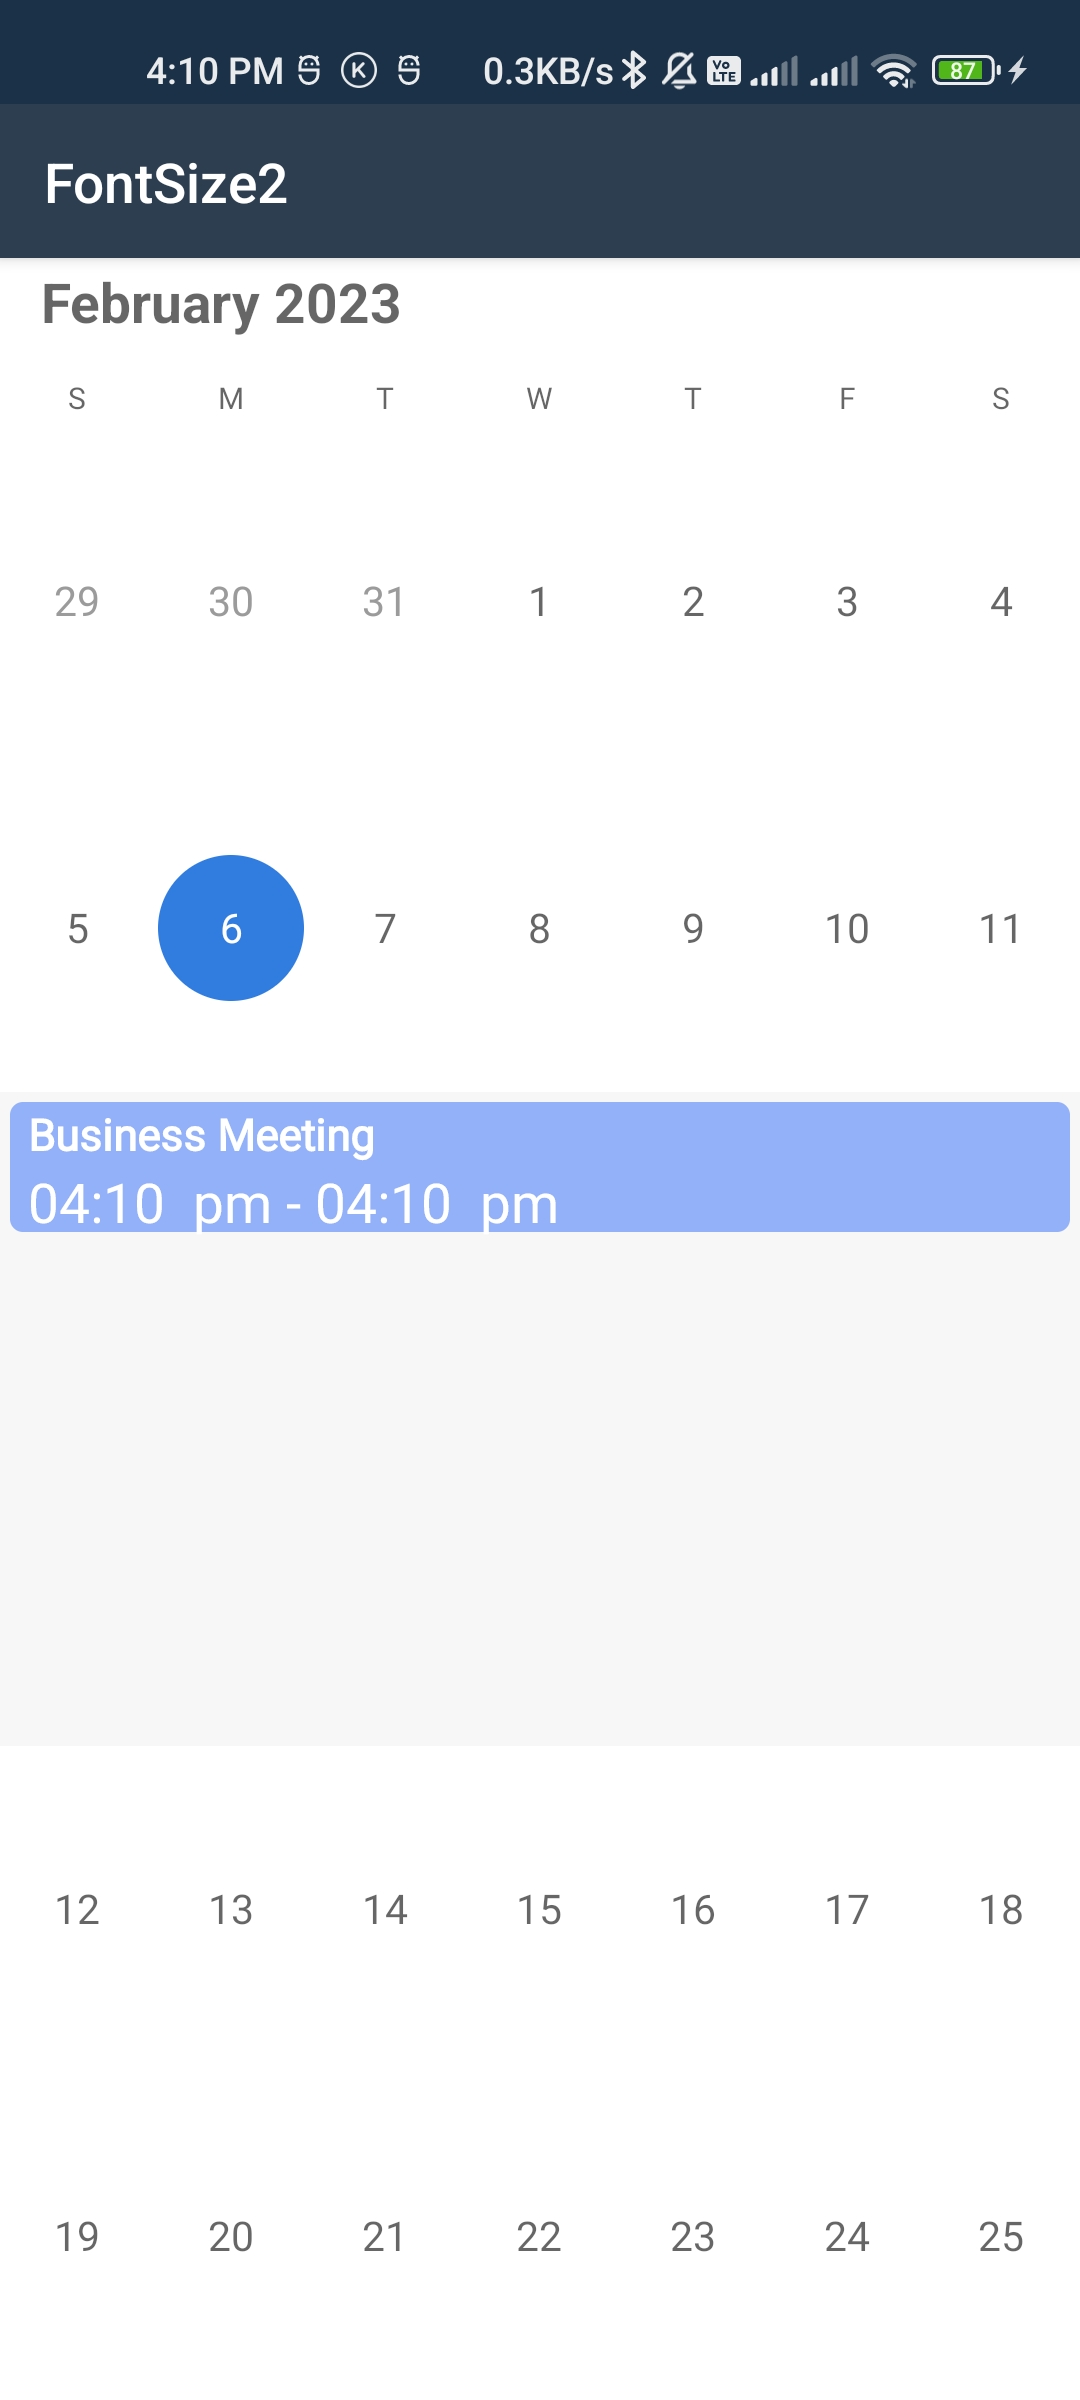 4:10 PM K 0.3KB/s Vo LTE 87
FontSize2
February 2023
S M T W T F S
29 30 31 1 2 3 4
5 6 7 8 9 10 11
Business Meeting
04:10 pm - 04:10 pm
12 13 14 15 16 17 18
19 20 21 22 23 24 25